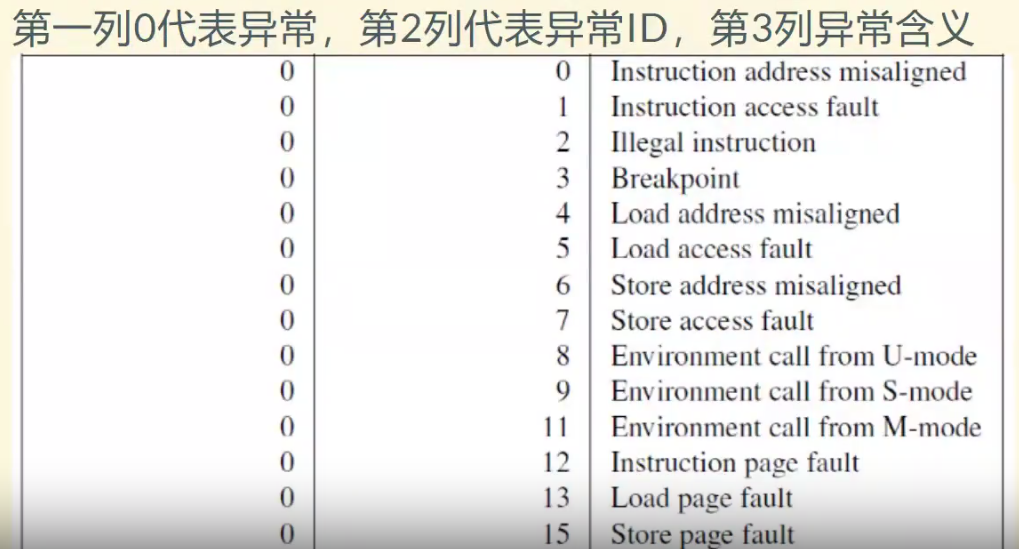 第一列0代表异常，第2列代表异常ID，第3列异常含义
0 0 Instruction address misaligned
0 1 Instruction access fault
0 2 Illegal instruction
0 3 Breakpoint
0 4 Load address misaligned
0 5 Load access fault
0 6 Store address misaligned
0 7 Store access fault
0 8 Environment call from U-mode
0 9 Environment call from S-mode
0 11 Environment call from M-mode
0 12 Instruction page fault
0 13 Load page fault
0 15 Store page fault